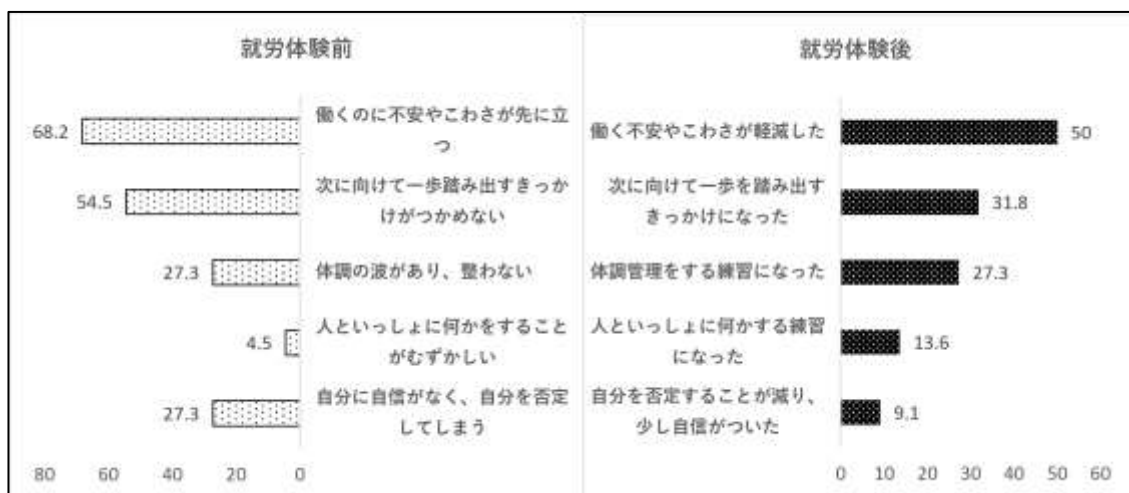 就労体験前
68.2
働くのに不安やこわさが先に立
つ
54.5
次に向けて一歩踏み出すきっか
けがつかめない
27.3
体調の波があり、整わない
4.5
人といっしょに何かをすること
がむずかしい
27.3
自分に自信がなく、自分を否定
してしまう
80 60 40 20 0
就労体験後
働く不安やこわさが軽減した
50
次に向けて一歩を踏み出す
きっかけになった
31.8
体調管理をする練習になった
27.3
人といっしょに何かする練習
になった
13.6
自分を否定することが減り、
少し自信がついた
9.1
0 10 20 30 40 50 60